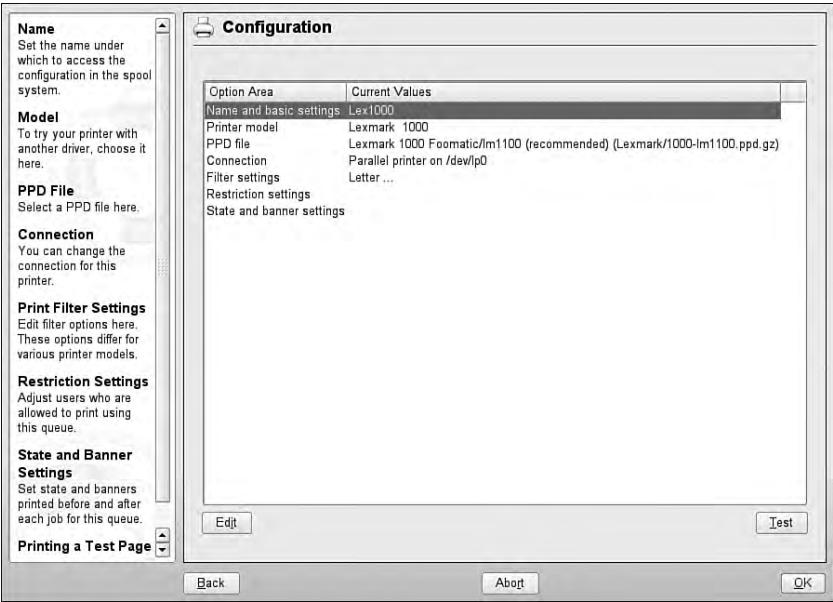 Name
Set the name under
which to access the
configuration in the spool
system.
Model
To try your printer with
another driver, choose it
here.
PPD File
Select a PPD file here.
Connection
You can change the
connection for this
printer.
Print Filter Settings
Edit filter options here.
These options differ for
various printer models.
Restriction Settings
Adjust users who are
allowed to print using
this queue.
State and Banner
Settings
Set state and banners
printed before and after
each job for this queue.
Printing a Test Page
Configuration
Option Area Current Values
Name and basic settings Lex1000
Printer model Lexmark 1000
PPD file Lexmark 1000 Foomatic/lm1100 (recommended) (Lexmark/1000-lm1100.ppd.gz)
Connection Parallel printer on /dev/lp0
Filter settings Letter ...
Restriction settings
State and banner settings
Edit Test
Back Abort OK